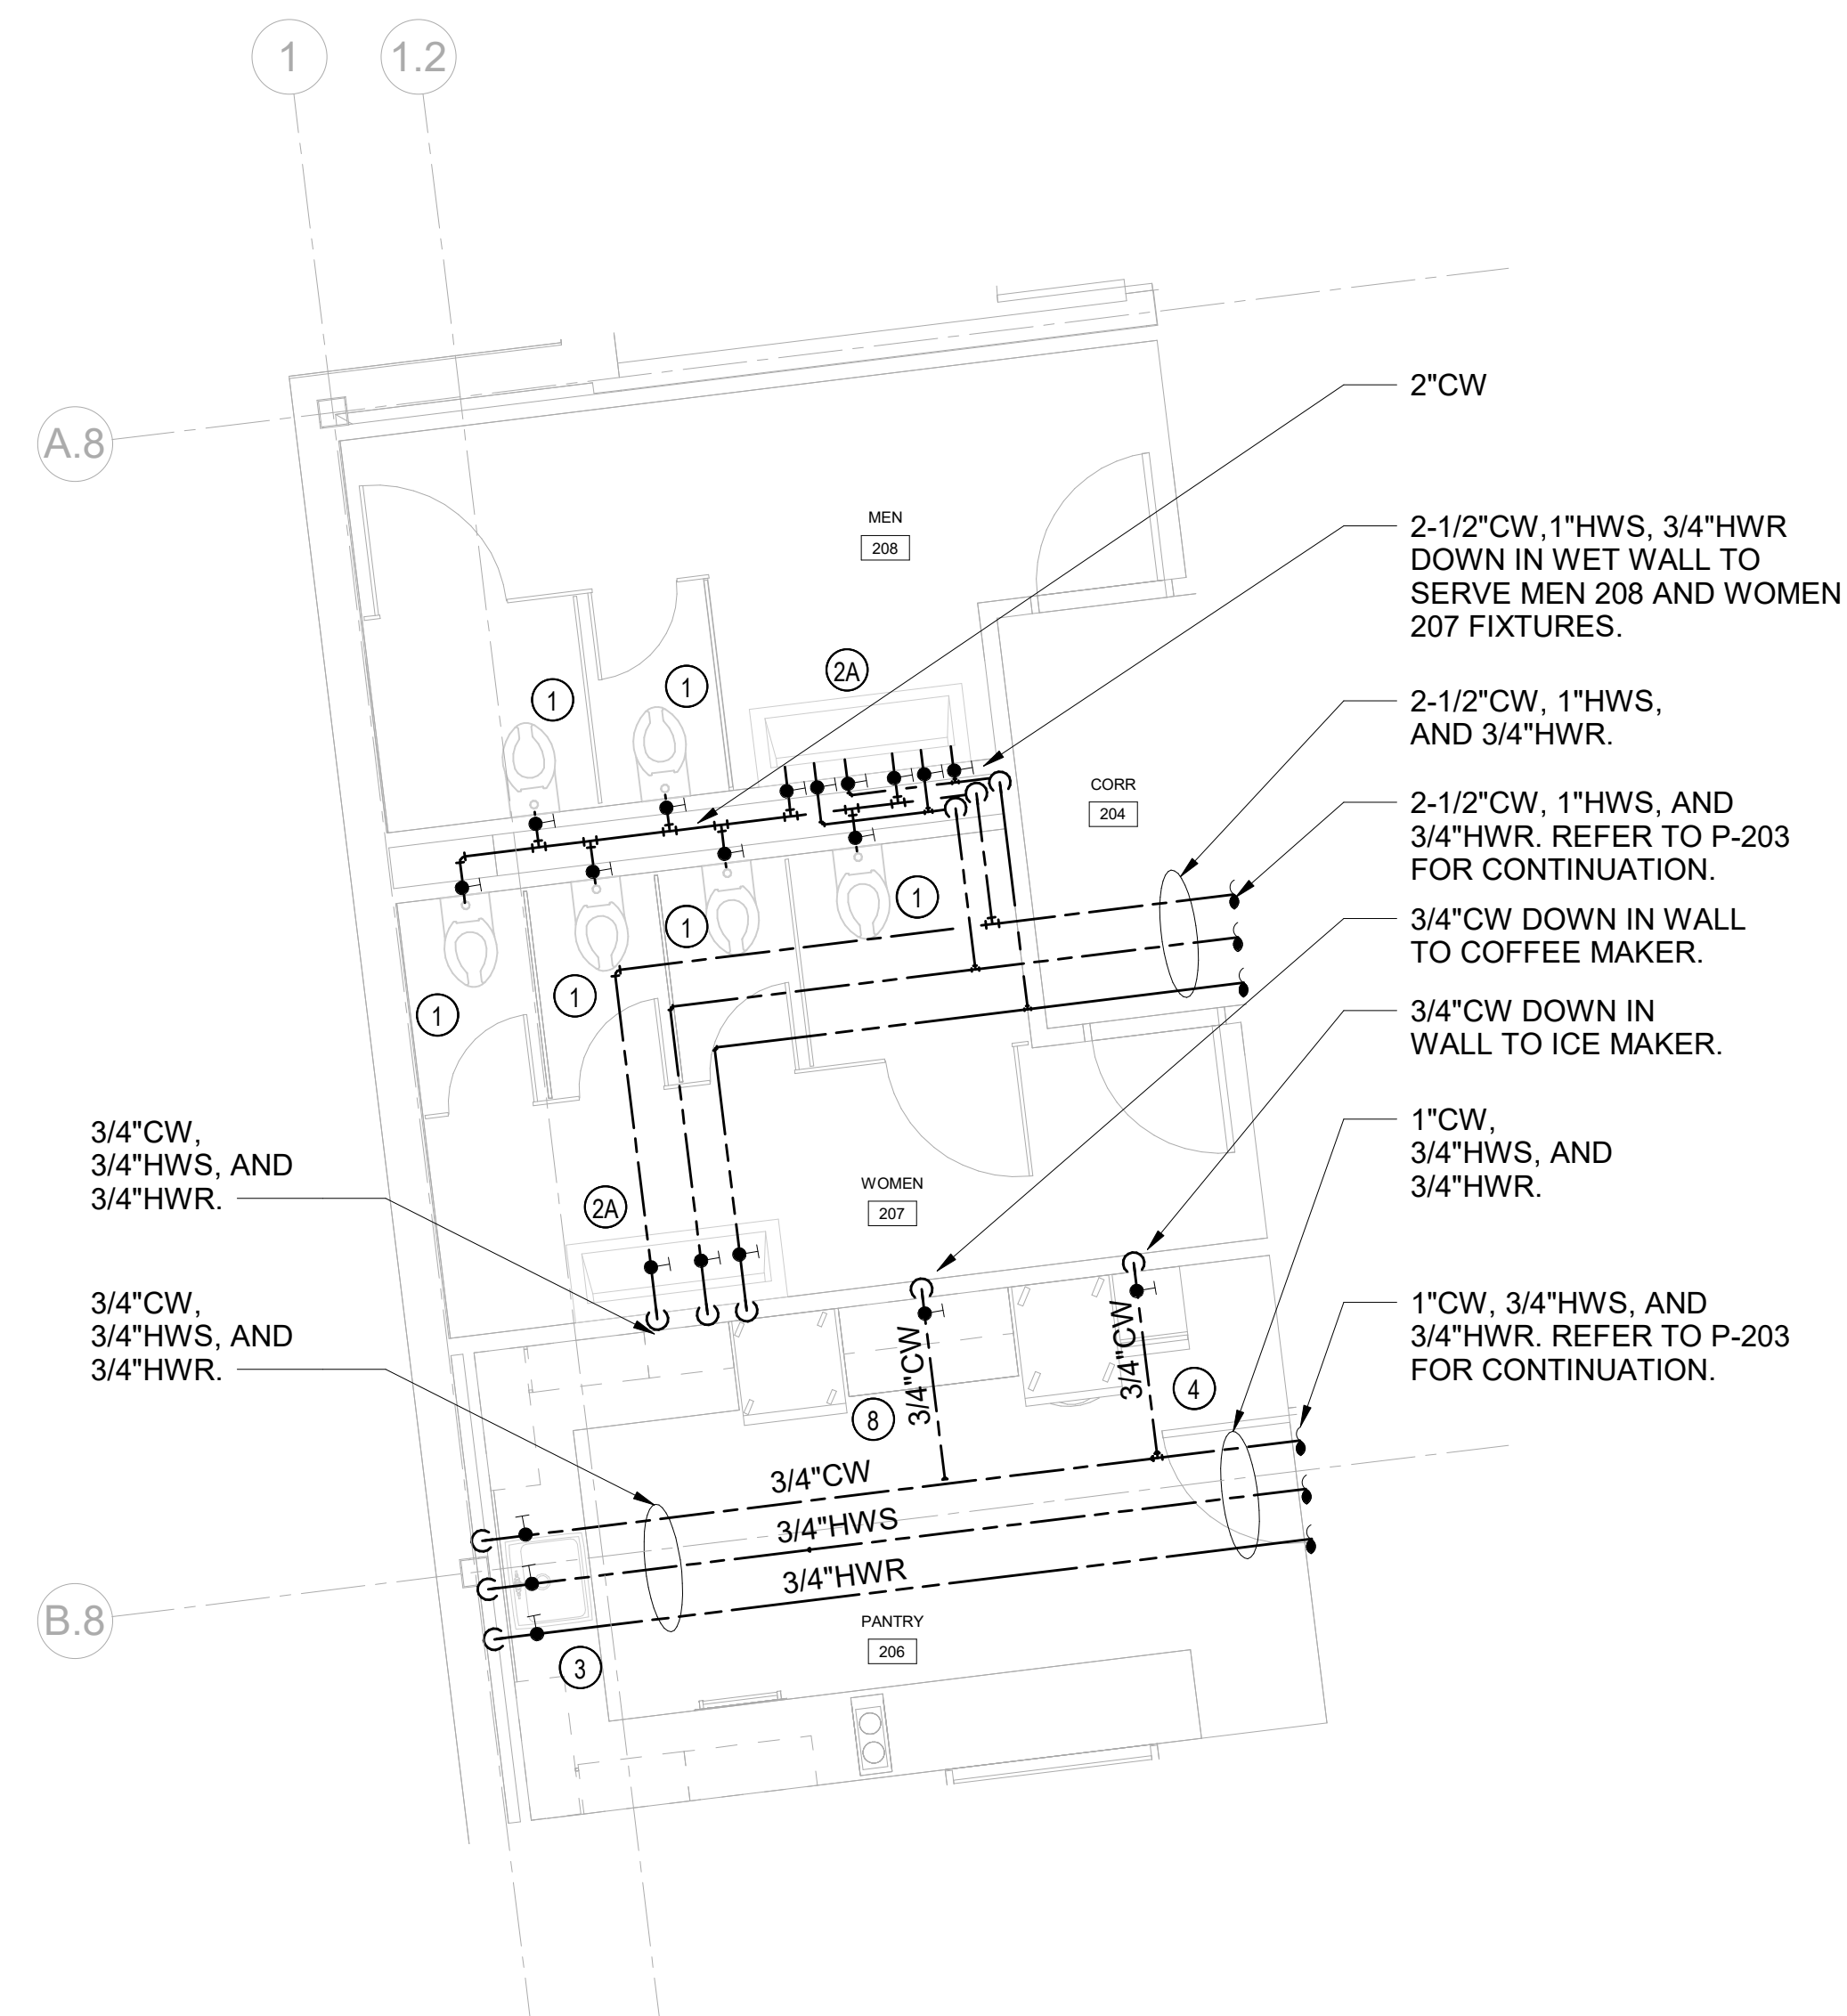 1
1.2
A.8
2"CW
MEN
208
2-1/2"CW,1"HWS, 3/4"HWR
DOWN IN WET WALL TO
SERVE MEN 208 AND WOMEN
207 FIXTURES.
1
1
2A
2-1/2"CW, 1"HWS,
AND 3/4"HWR.
CORR
204
2-1/2"CW, 1"HWS, AND
3/4"HWR. REFER TO P-203
FOR CONTINUATION.
1
1
1
1
3/4"CW DOWN IN WALL
TO COFFEE MAKER.
3/4"CW DOWN IN
WALL TO ICE MAKER.
3/4"CW,
3/4"HWS, AND
3/4"HWR.
1"CW,
3/4"HWS, AND
3/4"HWR.
2A
WOMEN
207
3/4"CW,
3/4"HWS, AND
3/4"HWR.
1"CW, 3/4"HWS, AND
3/4"HWR. REFER TO P-203
FOR CONTINUATION.
3/4"CW
3/4"CW
8
4
3/4"CW
3/4"HWS
3/4"HWR
B.8
PANTRY
206
3